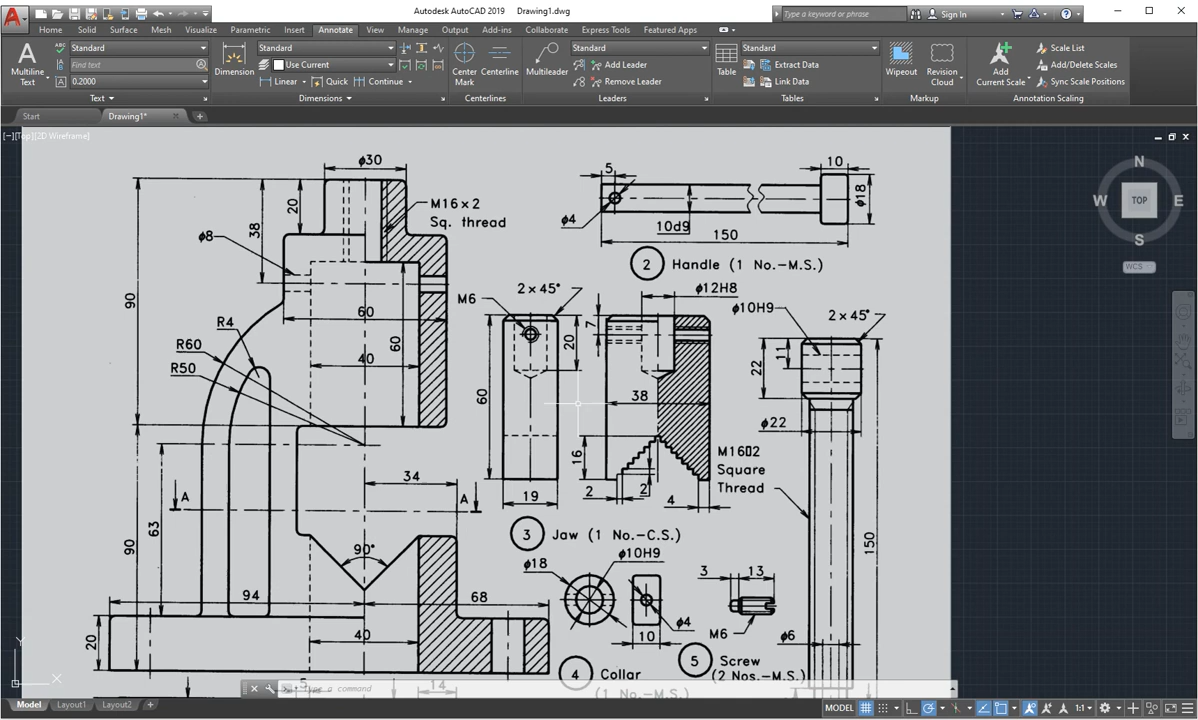 Autodesk AutoCAD 2019 Drawing1.dwg
Type a keyword or phrase
Sign In
Home Solid Surface Mesh Visualize Parametric Insert Annotate View Manage Output Add-ins Collaborate Express Tools Featured Apps
Multiline
Text
Standard
Find text
0.2000
Text
Dimension
Standard
Use Current
Linear Quick Continue
Dimensions
Center
Mark
Centerline
Centerlines
Multileader
Standard
Add Leader
Remove Leader
Leaders
Table
Standard
Extract Data
Link Data
Tables
Wipeout
Revision
Cloud
Markup
Add
Current Scale
Scale List
Add/Delete Scales
Sync Scale Positions
Annotation Scaling
Start Drawing1*
[−][Top][2D Wireframe]
N
W TOP E
S
WCS
ϕ30
20
38
M16×2
Sq. thread
ϕ8
90
60
60
40
R4
R60
R50
34
A A
63
90
90°
94 68
20
40
14
5
5
10
ϕ18
ϕ4
10d9
150
2 Handle (1 No.−M.S.)
M6
2×45°
60
20
19
ϕ12H8
7
38
16
2
2
4
3 Jaw (1 No.−C.S.)
ϕ10H9
2×45°
22
11
ϕ22
M16▯2
Square
Thread
150
ϕ6
ϕ18
ϕ10H9
ϕ4
10
4 Collar
(1 No.−M.S.)
3 13
M6
5 Screw
(2 Nos.−M.S.)
Y
X
Type a command
Model Layout1 Layout2 +
MODEL
1:1